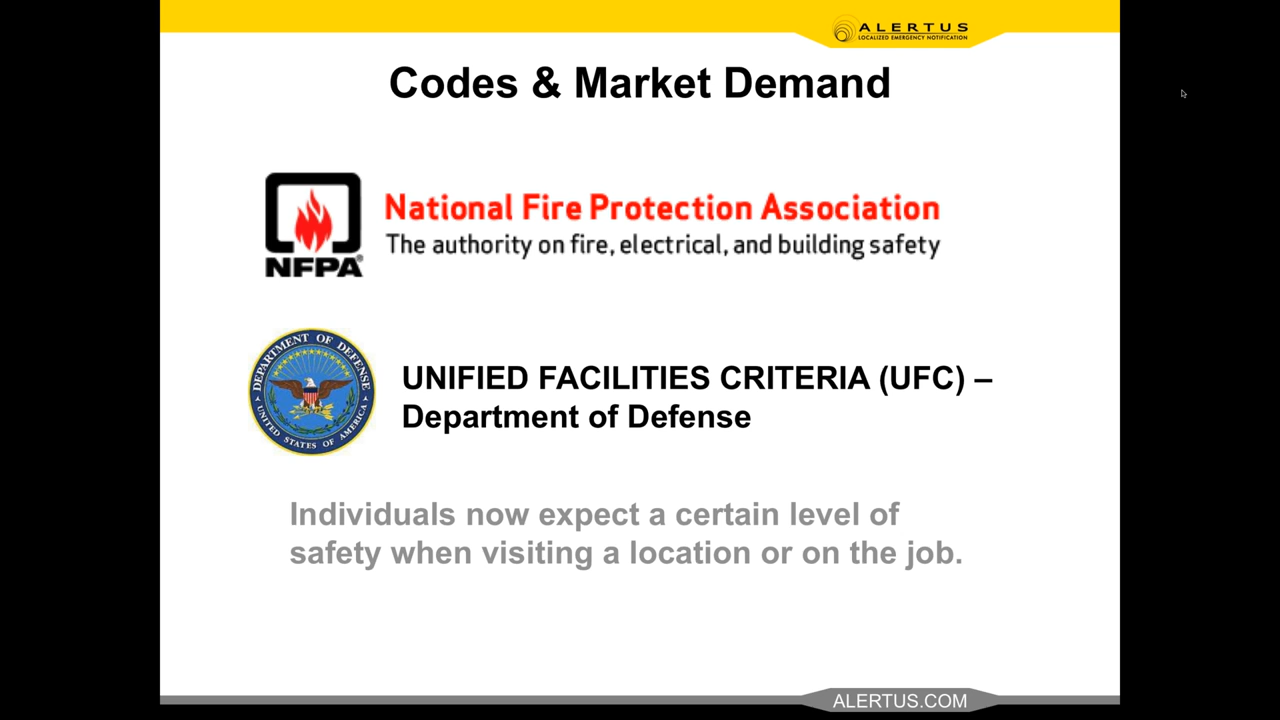 ALERTUS
LOCALIZED EMERGENCY NOTIFICATION
Codes & Market Demand
NFPA®
National Fire Protection Association
The authority on fire, electrical, and building safety
DEPARTMENT OF DEFENSE
UNITED STATES OF AMERICA
UNIFIED FACILITIES CRITERIA (UFC) –
Department of Defense
Individuals now expect a certain level of
safety when visiting a location or on the job.
ALERTUS.COM